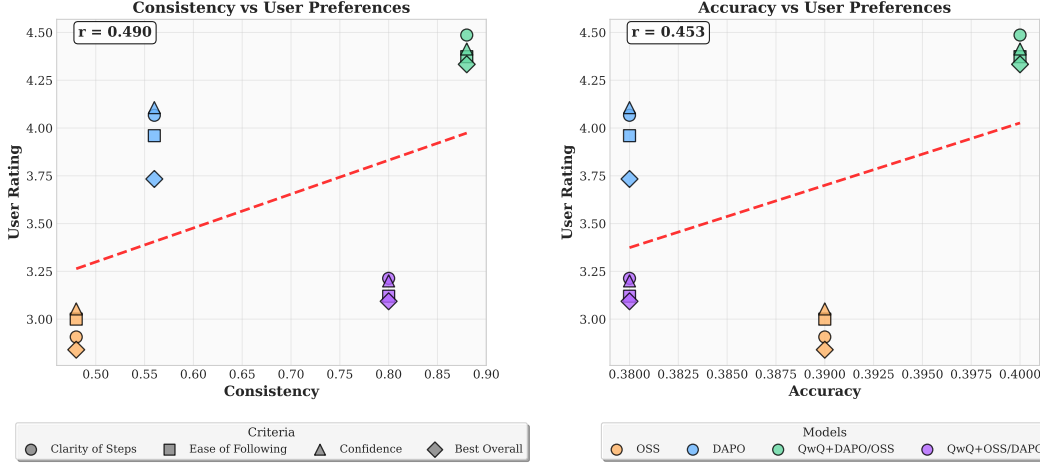 Consistency vs User Preferences
r = 0.490
4.50
4.25
4.00
3.75
3.50
3.25
3.00
User Rating
0.50 0.55 0.60 0.65 0.70 0.75 0.80 0.85 0.90
Consistency
Accuracy vs User Preferences
r = 0.453
4.50
4.25
4.00
3.75
3.50
3.25
3.00
User Rating
0.3800 0.3825 0.3850 0.3875 0.3900 0.3925 0.3950 0.3975 0.4000
Accuracy
Criteria
Clarity of Steps Ease of Following Confidence Best Overall
Models
OSS DAPO QwQ+DAPO/OSS QwQ+OSS/DAPO